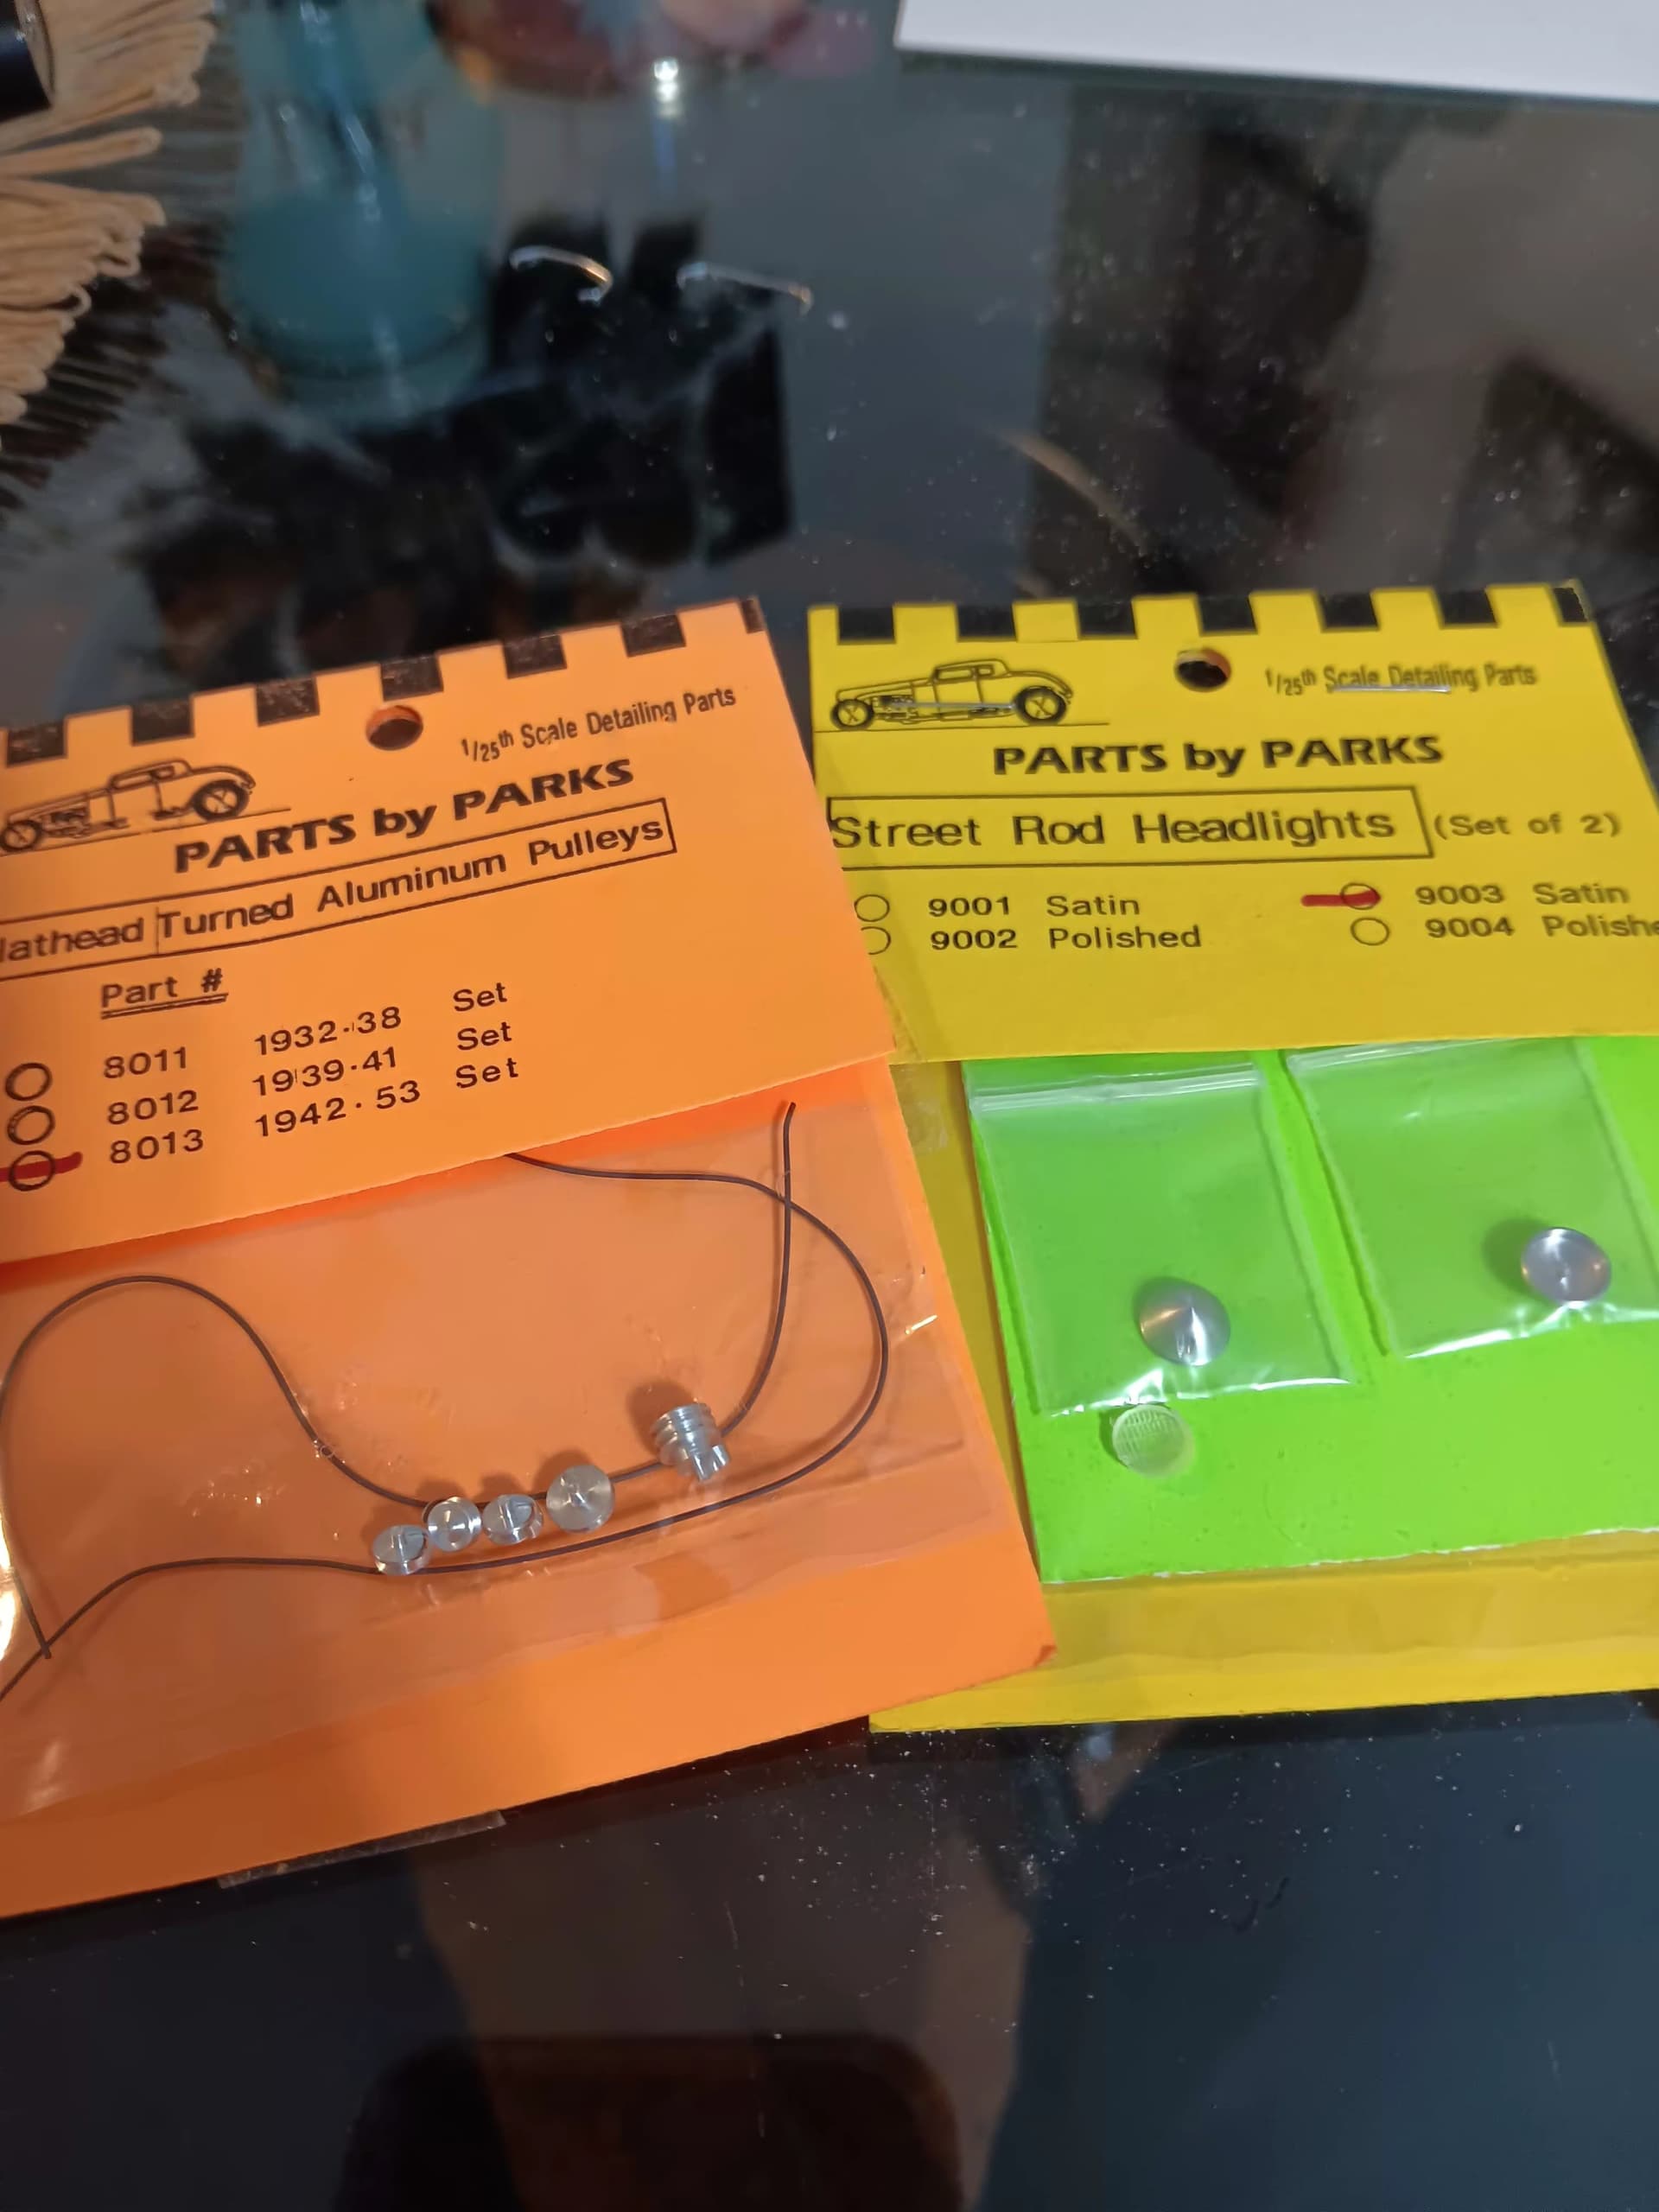 1/25th Scale Detailing Parts
PARTS by PARKS
lathead Turned Aluminum Pulleys
Part #
8011 1932-38 Set
8012 1939-41 Set
8013 1942-53 Set
1/25th Scale Detailing Parts
PARTS by PARKS
Street Rod Headlights (Set of 2)
9001 Satin 9003 Satin
9002 Polished 9004 Polishe